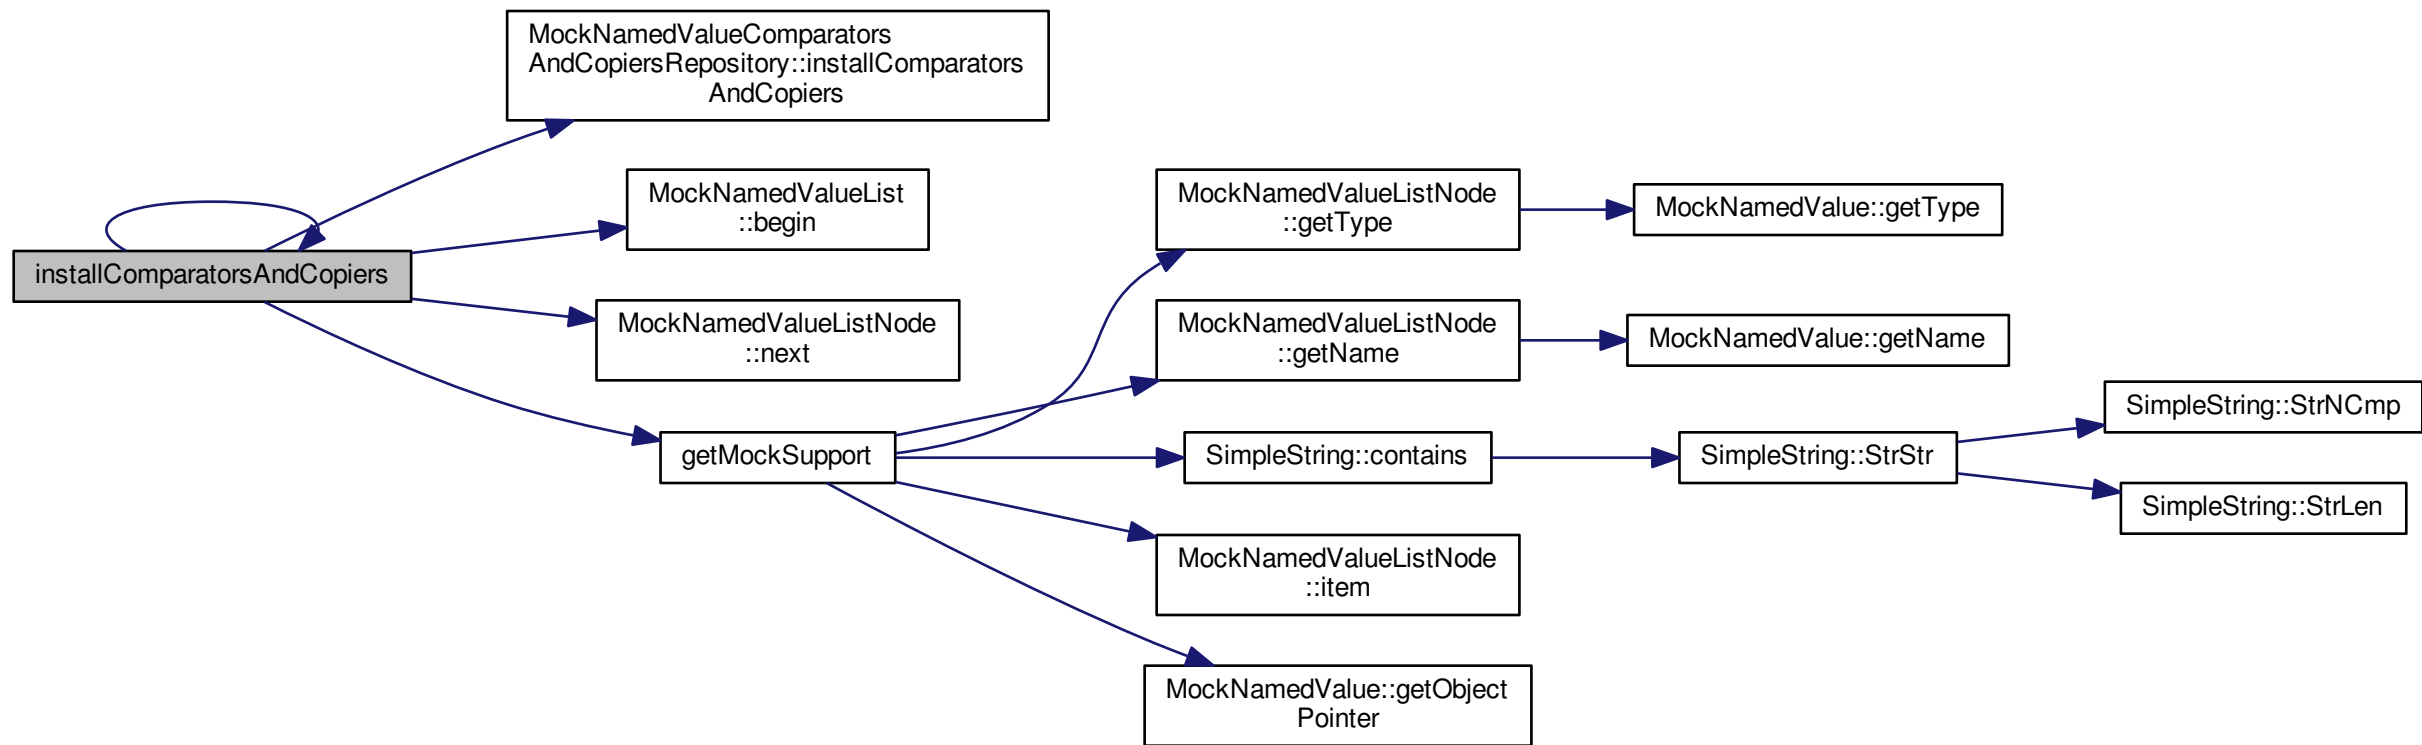 MockNamedValueComparators
AndCopiersRepository::installComparators
AndCopiers
MockNamedValueList
::begin
installComparatorsAndCopiers
MockNamedValueListNode
::next
getMockSupport
MockNamedValueListNode
::getType
MockNamedValue::getType
MockNamedValueListNode
::getName
MockNamedValue::getName
SimpleString::contains
SimpleString::StrStr
SimpleString::StrNCmp
SimpleString::StrLen
MockNamedValueListNode
::item
MockNamedValue::getObject
Pointer